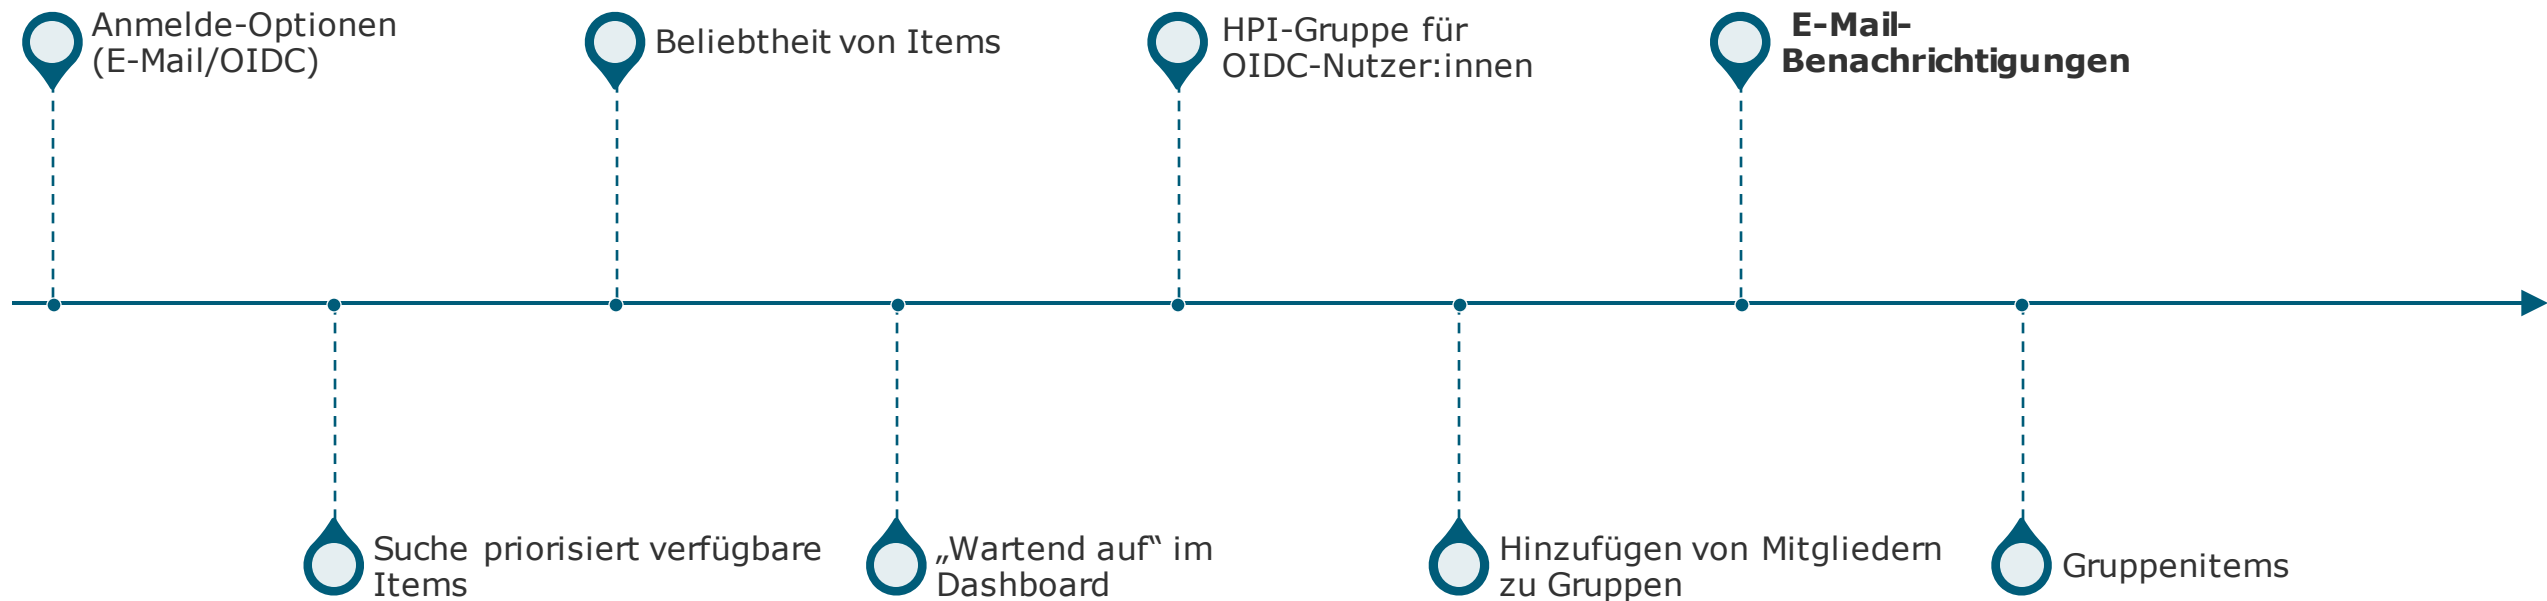 Anmelde-Optionen
(E-Mail/OIDC)
Beliebtheit von Items
HPI-Gruppe für
OIDC-Nutzer:innen
E-Mail-
Benachrichtigungen
Suche priorisiert verfügbare
Items
„Wartend auf“ im
Dashboard
Hinzufügen von Mitgliedern
zu Gruppen
Gruppenitems